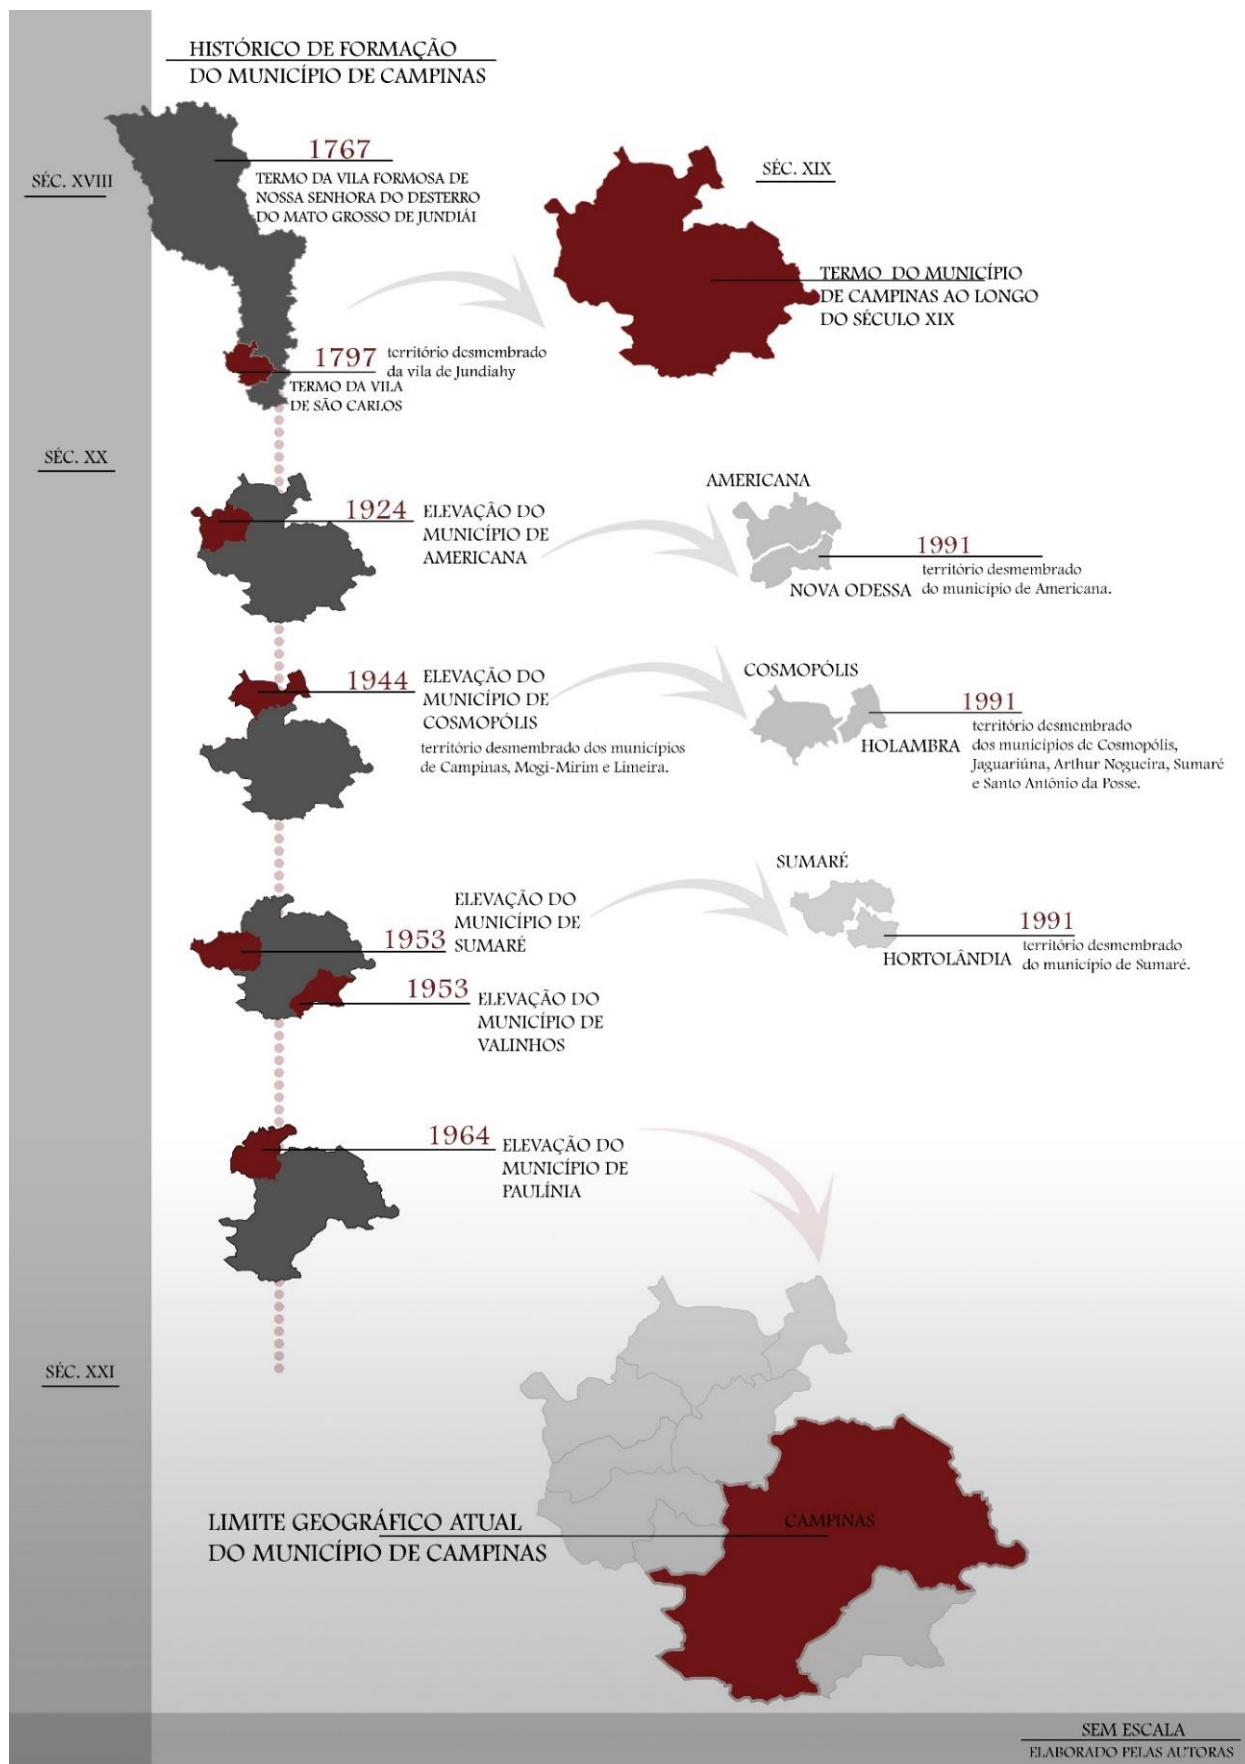 HISTÓRICO DE FORMAÇÃO
DO MUNICÍPIO DE CAMPINAS
SÉC. XVIII
1767
TERMO DA VILA FORMOSA DE
NOSSA SENHORA DO DESTERRO
DO MATO GROSSO DE JUNDIÁI
SÉC. XIX
TERMO DO MUNICÍPIO
DE CAMPINAS AO LONGO
DO SÉCULO XIX
1797
território desmembrado
da vila de Jundiahy
TERMO DA VILA
DE SÃO CARLOS
SÉC. XX
1924
ELEVAÇÃO DO
MUNICÍPIO DE
AMERICANA
AMERICANA
1991
território desmembrado
do município de Americana.
NOVA ODESSA
1944
ELEVAÇÃO DO
MUNICÍPIO DE
COSMOPÓLIS
território desmembrado dos municípios
de Campinas, Mogi-Mirim e Limeira.
COSMOPÓLIS
1991
HOLAMBRA
território desmembrado
dos municípios de Cosmopólis,
Jaguariúna, Arthur Nogueira, Sumaré
e Santo Antônio da Posse.
1953
ELEVAÇÃO DO
MUNICÍPIO DE
SUMARÉ
SUMARÉ
1991
território desmembrado
do município de Sumaré.
HORTOLÂNDIA
1953
ELEVAÇÃO DO
MUNICÍPIO DE
VALINHOS
1964
ELEVAÇÃO DO
MUNICÍPIO DE
PAULÍNIA
SÉC. XXI
LIMITE GEOGRÁFICO ATUAL
DO MUNICÍPIO DE CAMPINAS
CAMPINAS
SEM ESCALA
ELABORADO PELAS AUTORAS